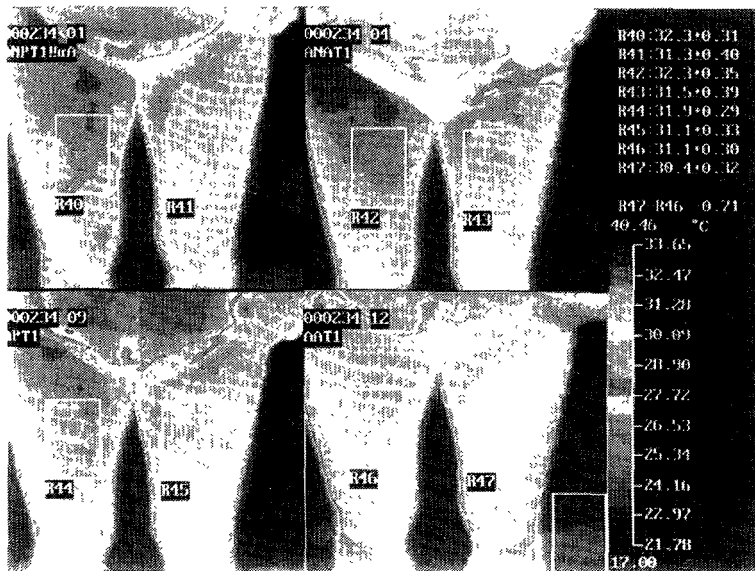 000234 01
NPT1
000234 04
ANAT1
R40:32.3+0.31
R41:31.3+0.40
R42:32.3+0.35
R43:31.5+0.39
R44:31.9+0.29
R45:31.1+0.33
R46:31.1+0.30
R47:30.4+0.32
R47-R46 0.71
40.46 °C
33.65
32.47
31.28
30.09
28.90
27.72
26.53
25.34
24.16
22.97
21.78
17.00
R40
R41
R42
R43
000234 09
PT1
000234 12
AAT1
R44
R45
R46
R47